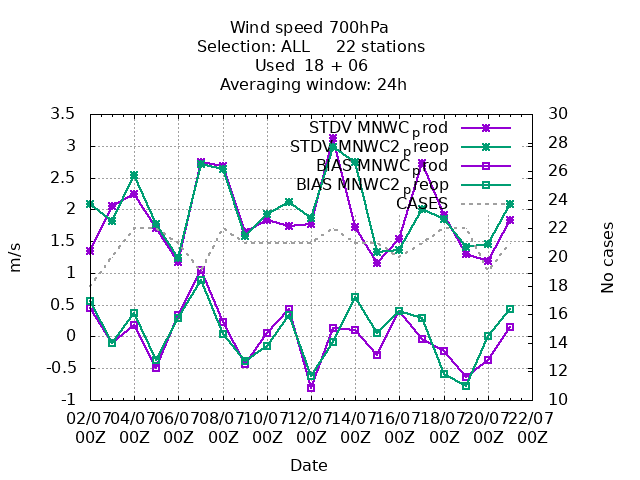 Wind speed 700hPa
Selection: ALL 22 stations
Used 18 + 06
Averaging window: 24h
3.5
3
2.5
2
1.5
1
0.5
0
-0.5
-1
m/s
30
28
26
24
22
20
18
16
14
12
10
No cases
STDV MNWC_prod
STDV MNWC2_preop
BIAS MNWC_prod
BIAS MNWC2_preop
CASES
02/07 04/07 06/07 08/07 10/07 12/07 14/07 16/07 18/07 20/07 22/07
00Z 00Z 00Z 00Z 00Z 00Z 00Z 00Z 00Z 00Z 00Z
Date